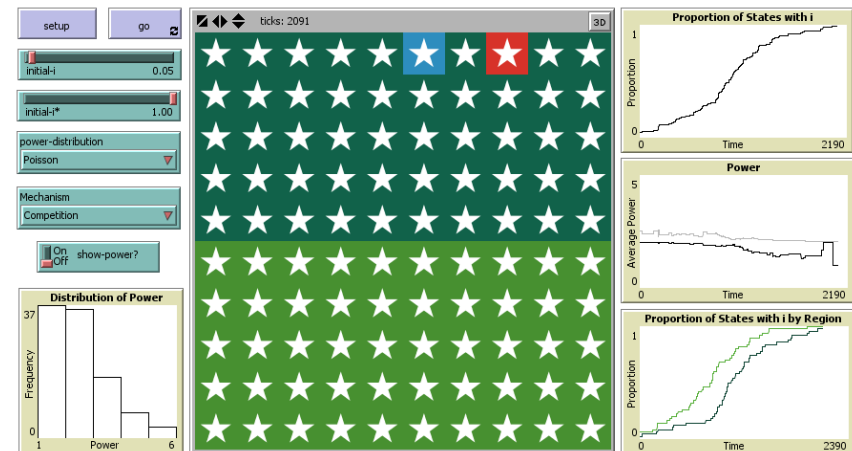 setup
go
initial-i 0.05
initial-i* 1.00
power-distribution
Poisson
Mechanism
Competition
On
Off
show-power?
Distribution of Power
37
Frequency
0
1 Power 6
ticks: 2091
3D
Proportion of States with i
1
Proportion
0
0 Time 2190
Power
5
Average Power
0
0 Time 2190
Proportion of States with i by Region
1
Proportion
0
0 Time 2390